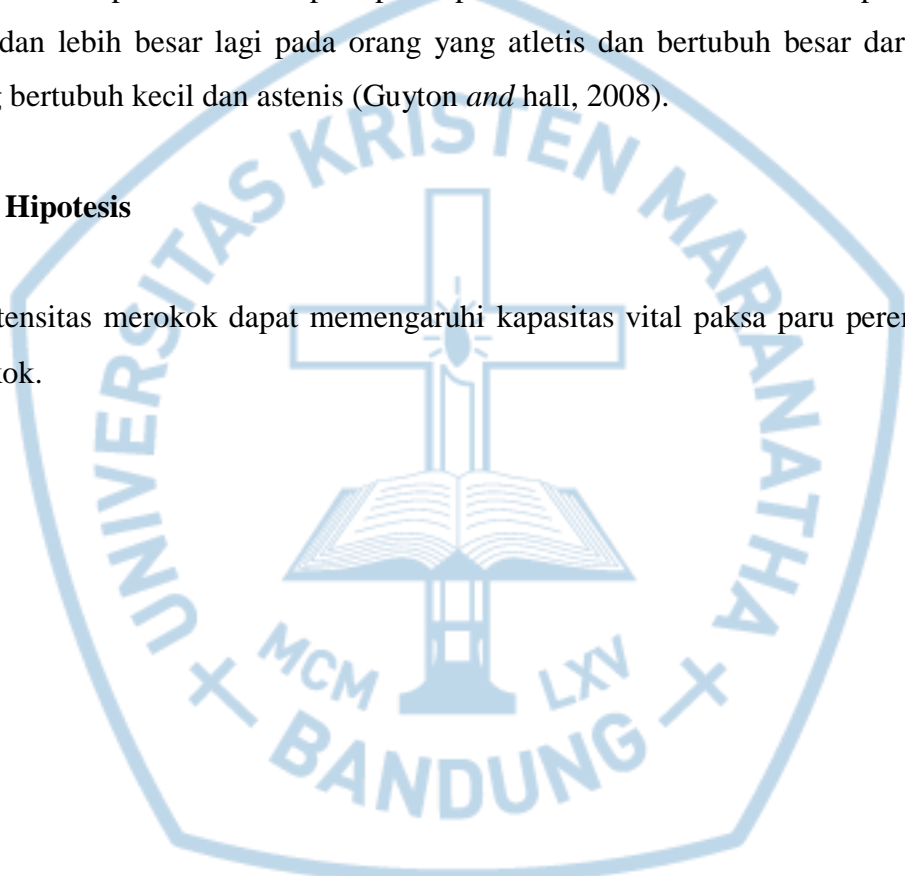 dan lebih besar lagi pada orang yang atletis dan bertubuh besar dar
bertubuh kecil dan astenis (Guyton and hall, 2008).
Hipotesis
tensitas merokok dapat memengaruhi kapasitas vital paksa paru perer
kok.
UNIVERSITAS KRISTEN MARANATHA
MCM LXV
BANDUNG